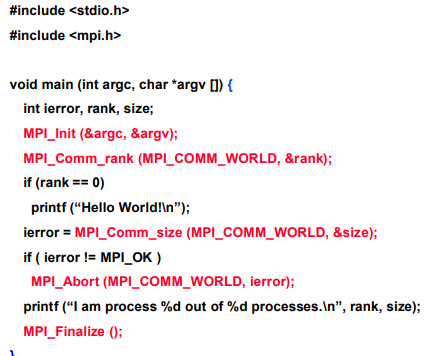 #include <stdio.h>
#include <mpi.h>
void main (int argc, char *argv []) {
int ierror, rank, size;
MPI_Init (&argc, &argv);
MPI_Comm_rank (MPI_COMM_WORLD, &rank);
if (rank == 0)
printf (“Hello World!\n”);
ierror = MPI_Comm_size (MPI_COMM_WORLD, &size);
if ( ierror != MPI_OK )
MPI_Abort (MPI_COMM_WORLD, ierror);
printf (“I am process %d out of %d processes.\n”, rank, size);
MPI_Finalize ();
}